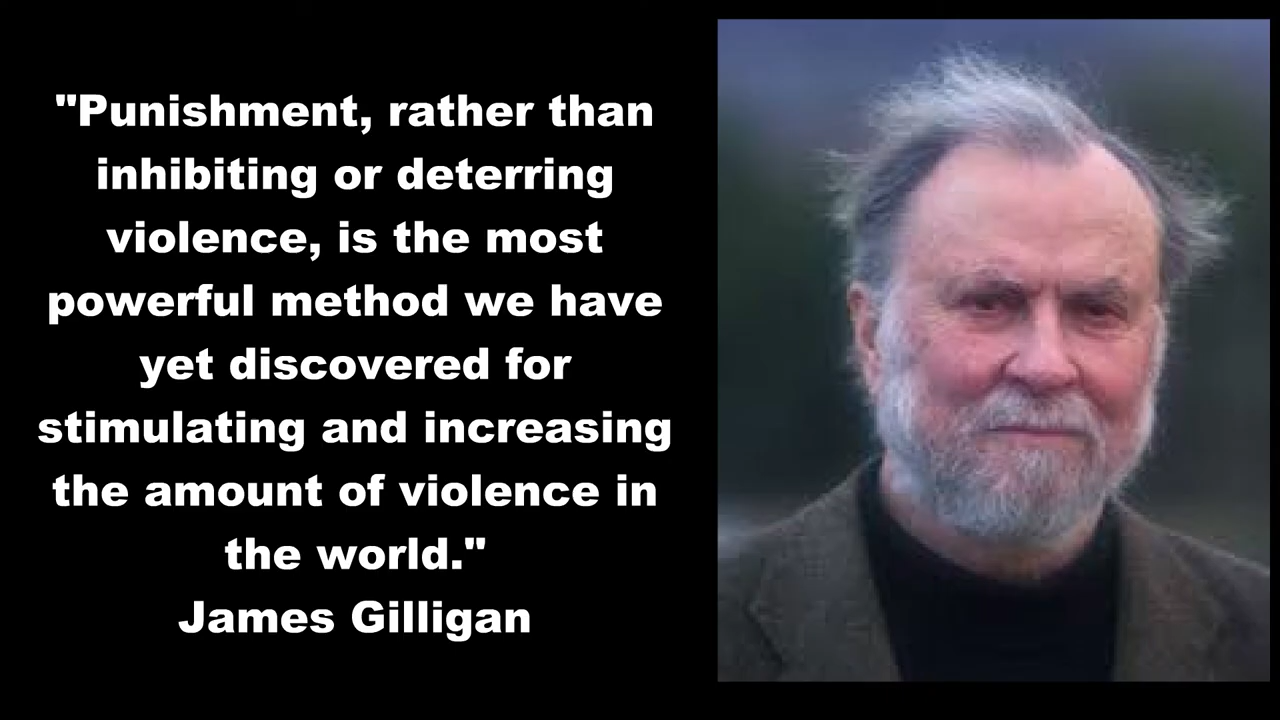 "Punishment, rather than
inhibiting or deterring
violence, is the most
powerful method we have
yet discovered for
stimulating and increasing
the amount of violence in
the world."
James Gilligan